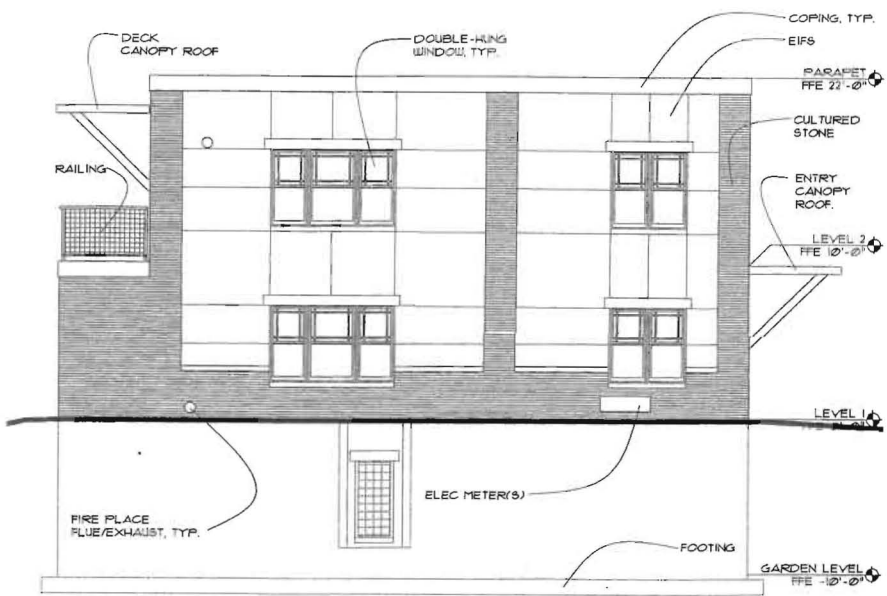 DECK
CANOPY ROOF
DOUBLE-HUNG
WINDOW, TYP.
COPING, TYP.
EIFS
PARAPET
FFE 22'-0"
CULTURED
STONE
RAILING
ENTRY
CANOPY
ROOF.
LEVEL 2
FFE 10'-0"
LEVEL 1
ELEC METER(S)
FIRE PLACE
FLUE/EXHAUST, TYP.
FOOTING
GARDEN LEVEL
FFE -10'-0"